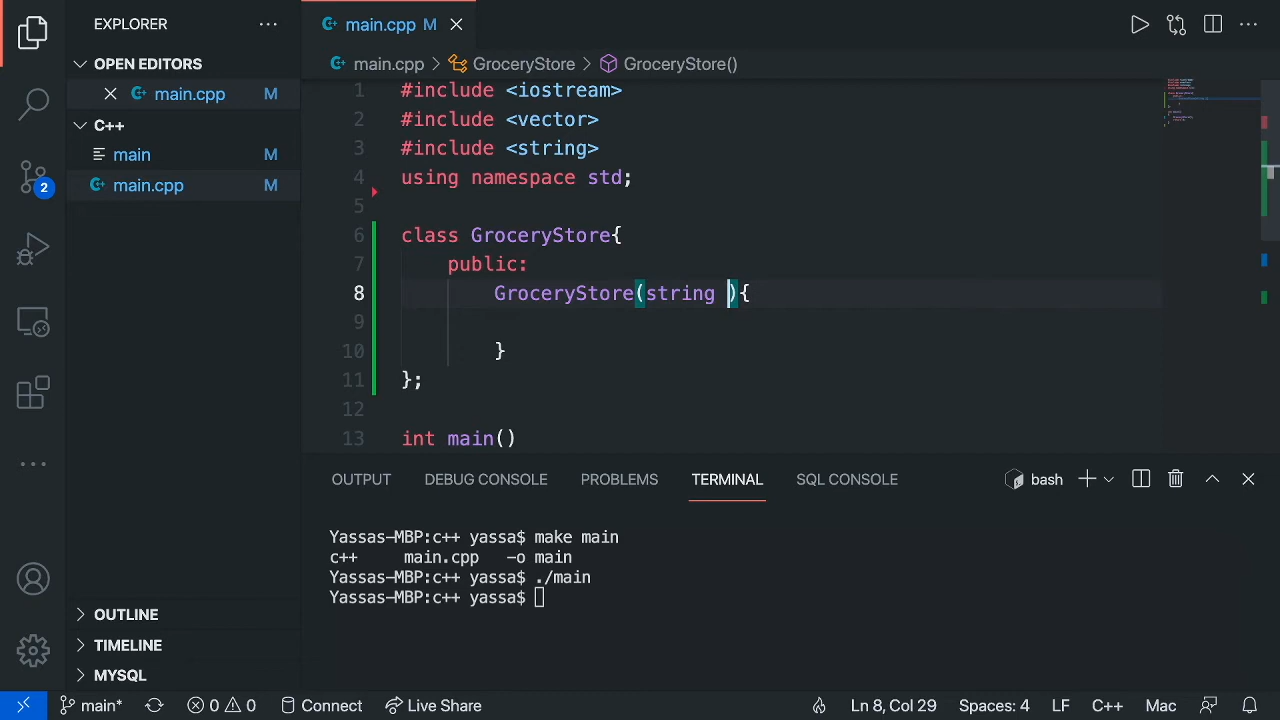 EXPLORER
main.cpp M
OPEN EDITORS
main.cpp > GroceryStore > GroceryStore()
main.cpp M
C++
main M
main.cpp M
2
1 #include <iostream>
2 #include <vector>
3 #include <string>
4 using namespace std;
5
6 class GroceryStore{
7 public:
8 GroceryStore(string ){
9
10 }
11 };
12
13 int main()
OUTPUT DEBUG CONSOLE PROBLEMS TERMINAL SQL CONSOLE bash
Yassas-MBP:c++ yassa$ make main
c++ main.cpp -o main
Yassas-MBP:c++ yassa$ ./main
Yassas-MBP:c++ yassa$
OUTLINE
TIMELINE
MYSQL
main* 0 0 Connect Live Share Ln 8, Col 29 Spaces: 4 LF C++ Mac